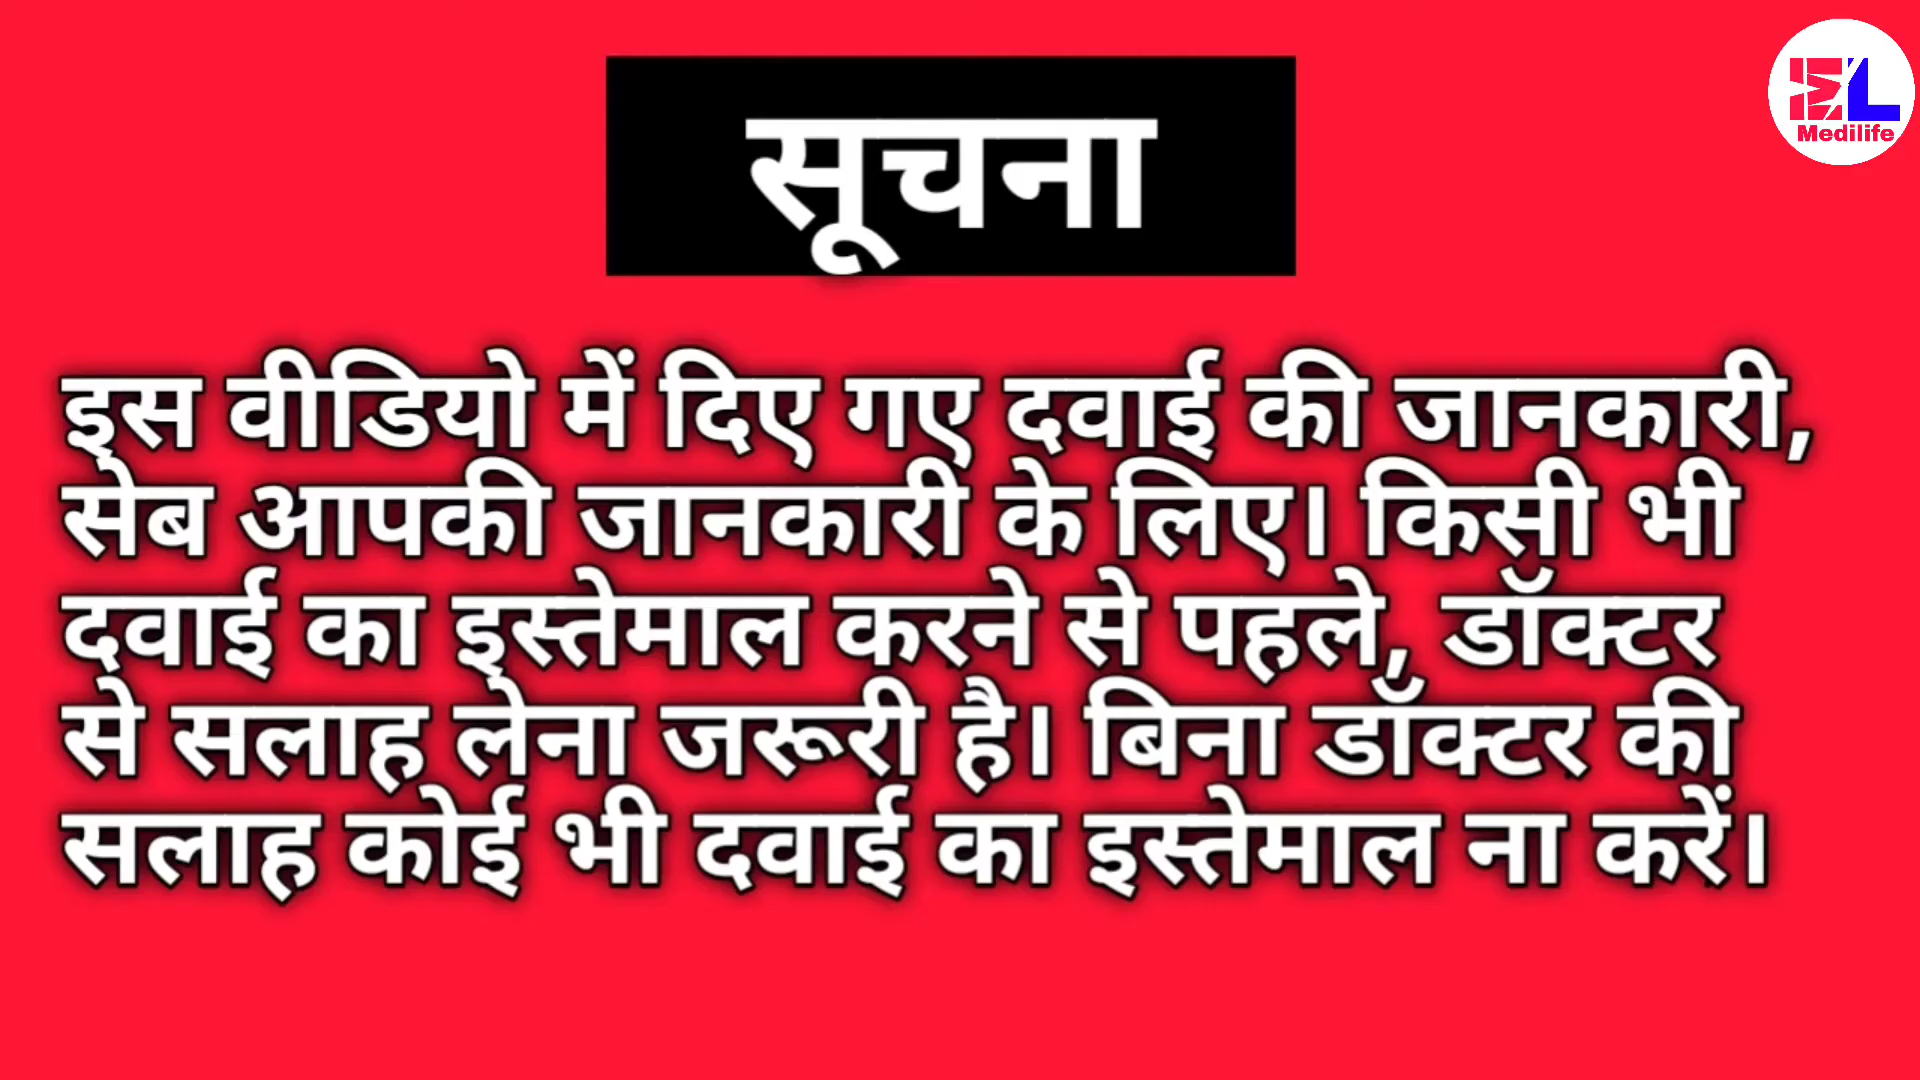 EL
Medilife
सूचना
इस वीडियो में दिए गए दवाई की जानकारी,
सेब आपकी जानकारी के लिए। किसी भी
दवाई का इस्तेमाल करने से पहले, डॉक्टर
से सलाह लेना जरूरी है। बिना डॉक्टर की
सलाह कोई भी दवाई का इस्तेमाल ना करें।